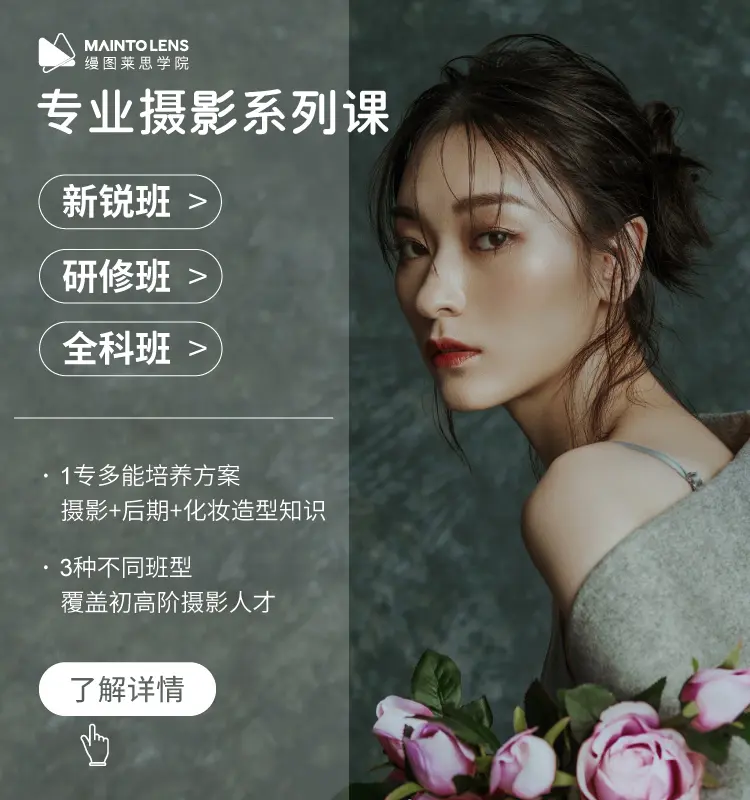 MAINTO LENS
缦图莱思学院
专业摄影系列课
新锐班 >
研修班 >
全科班 >
· 1专多能培养方案
摄影+后期+化妆造型知识
· 3种不同班型
覆盖初高阶摄影人才
了解详情